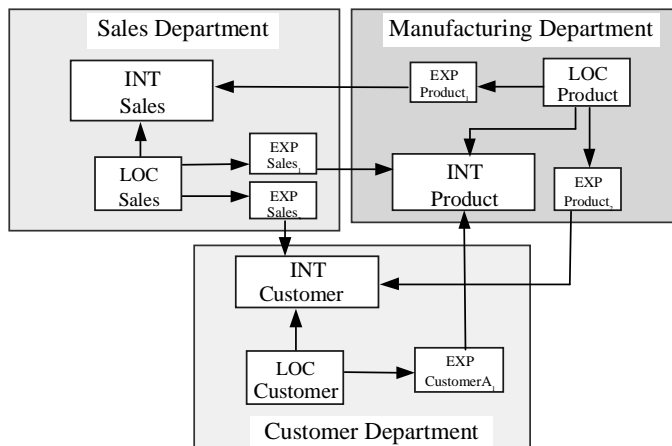 Sales Department
Manufacturing Department
INT
Sales
EXP
Product₁
LOC
Product
LOC
Sales
EXP
Sales₁
EXP
Sales
INT
Product
EXP
Product₂
INT
Customer
LOC
Customer
EXP
CustomerA₁
Customer Department